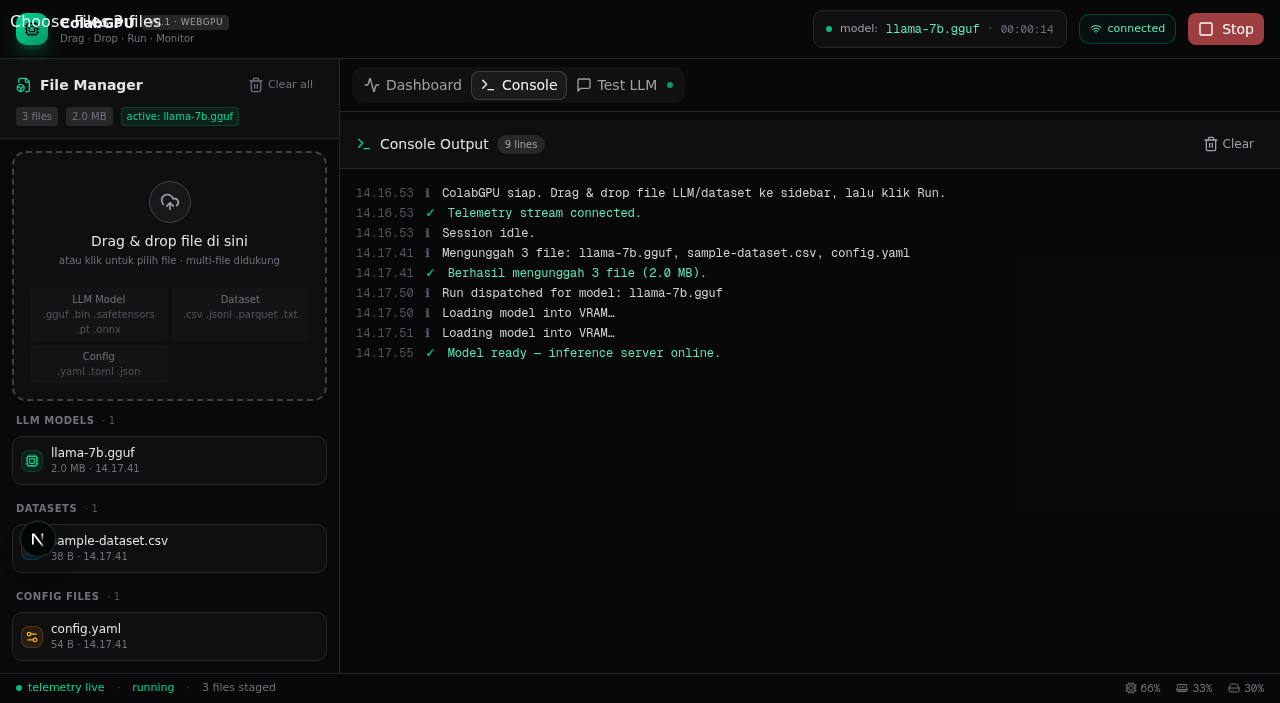 Choose Files 3 files
ColabGPU
.1 · WEBGPU
Drag · Drop · Run · Monitor
model: llama-7b.gguf · 00:00:14
connected
Stop
File Manager
Clear all
3 files
2.0 MB
active: llama-7b.gguf
Dashboard
Console
Test LLM
Console Output
9 lines
Clear
Drag & drop file di sini
atau klik untuk pilih file · multi-file didukung
LLM Model
.gguf .bin .safetensors
.pt .onnx
Dataset
.csv .jsonl .parquet .txt
Config
.yaml .toml .json
LLM MODELS · 1
llama-7b.gguf
2.0 MB · 14.17.41
DATASETS · 1
ample-dataset.csv
38 B · 14.17.41
CONFIG FILES · 1
config.yaml
54 B · 14.17.41
14.16.53 ℹ ColabGPU siap. Drag & drop file LLM/dataset ke sidebar, lalu klik Run.
14.16.53 ✓ Telemetry stream connected.
14.16.53 ℹ Session idle.
14.17.41 ℹ Mengunggah 3 file: llama-7b.gguf, sample-dataset.csv, config.yaml
14.17.41 ✓ Berhasil mengunggah 3 file (2.0 MB).
14.17.50 ℹ Run dispatched for model: llama-7b.gguf
14.17.50 ℹ Loading model into VRAM…
14.17.51 ℹ Loading model into VRAM…
14.17.55 ✓ Model ready — inference server online.
telemetry live · running · 3 files staged
66%
33%
30%